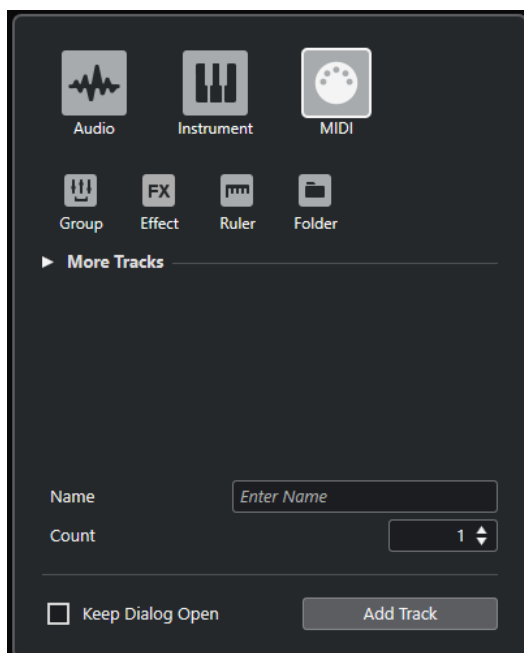 Audio Instrument MIDI
FX
Group Effect Ruler Folder
More Tracks
Name Enter Name
Count 1
Keep Dialog Open Add Track